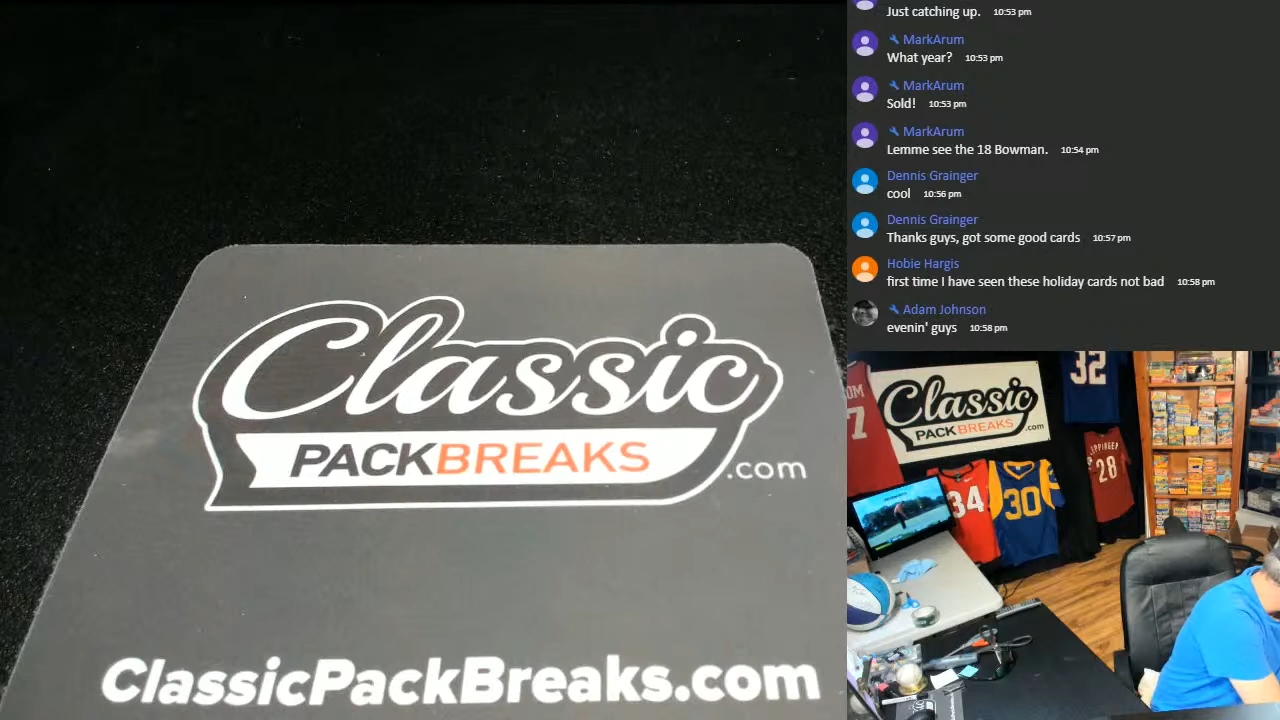 Just catching up. 10:53 pm
MarkArum
What year? 10:53 pm
MarkArum
Sold! 10:53 pm
MarkArum
Lemme see the 18 Bowman. 10:54 pm
Dennis Grainger
cool 10:56 pm
Dennis Grainger
Thanks guys, got some good cards 10:57 pm
Hobie Hargis
first time I have seen these holiday cards not bad 10:58 pm
Adam Johnson
evenin' guys 10:58 pm
Classic
PACKBREAKS
.com
ClassicPackBreaks.com
32
Classic
PACKBREAKS
.com
7
28
34
30